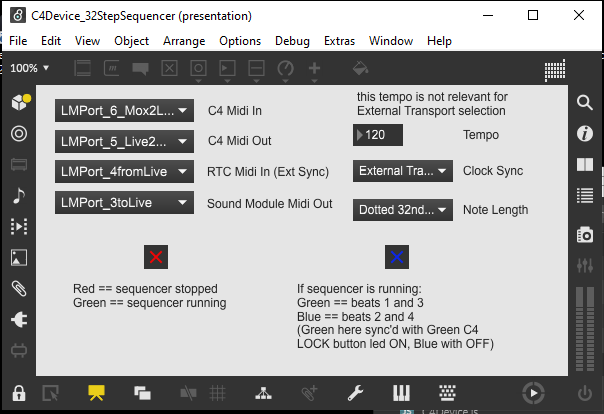 C4Device_32StepSequencer (presentation)
File Edit View Object Arrange Options Debug Extras Window Help
100%
this tempo is not relevant for
External Transport selection
LMPort_6_Mox2L... C4 Midi In
120 Tempo
LMPort_5_Live2... C4 Midi Out
LMPort_4fromLive RTC Midi In (Ext Sync)
External Tra... Clock Sync
LMPort_3toLive Sound Module Midi Out
Dotted 32nd... Note Length
Red == sequencer stopped
Green == sequencer running
If sequencer is running:
Green == beats 1 and 3
Blue == beats 2 and 4
(Green here sync'd with Green C4
LOCK button led ON, Blue with OFF)